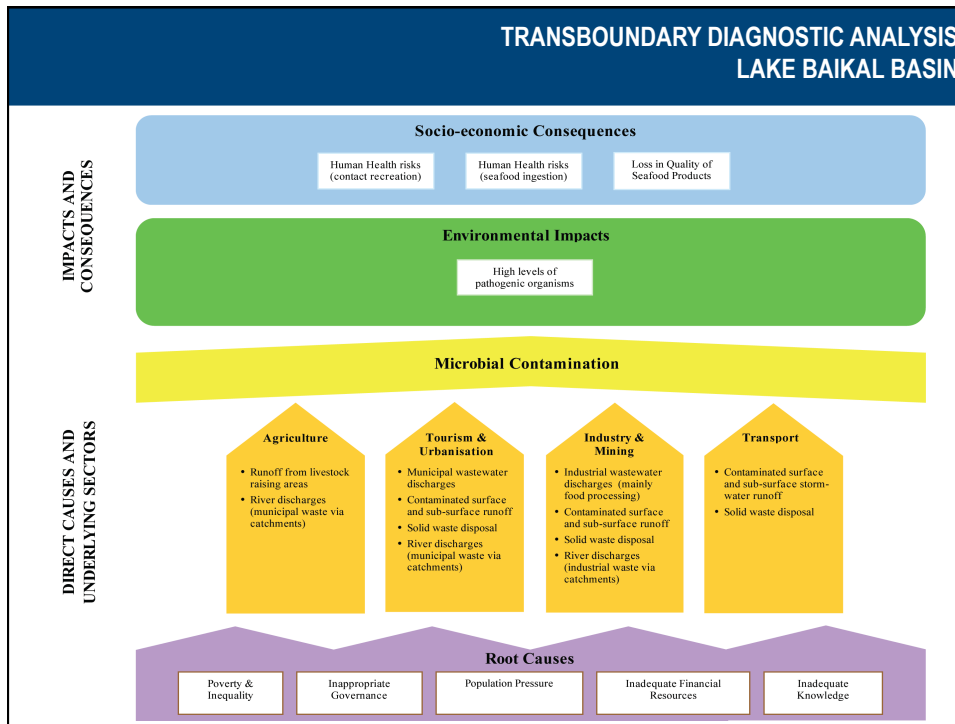 TRANSBOUNDARY DIAGNOSTIC ANALYSIS
LAKE BAIKAL BASIN
IMPACTS AND
CONSEQUENCES
Socio-economic Consequences
Human Health risks
(contact recreation)
Human Health risks
(seafood ingestion)
Loss in Quality of
Seafood Products
Environmental Impacts
High levels of
pathogenic organisms
Microbial Contamination
DIRECT CAUSES AND
UNDERLYING SECTORS
Agriculture
• Runoff from livestock
raising areas
• River discharges
(municipal waste via
catchments)
Tourism &
Urbanisation
• Municipal wastewater
discharges
• Contaminated surface
and sub-surface runoff
• Solid waste disposal
• River discharges
(municipal waste via
catchments)
Industry &
Mining
• Industrial wastewater
discharges (mainly
food processing)
• Contaminated surface
and sub-surface runoff
• Solid waste disposal
• River discharges
(industrial waste via
catchments)
Transport
• Contaminated surface
and sub-surface storm-
water runoff
• Solid waste disposal
Root Causes
Poverty &
Inequality
Inappropriate
Governance
Population Pressure
Inadequate Financial
Resources
Inadequate
Knowledge